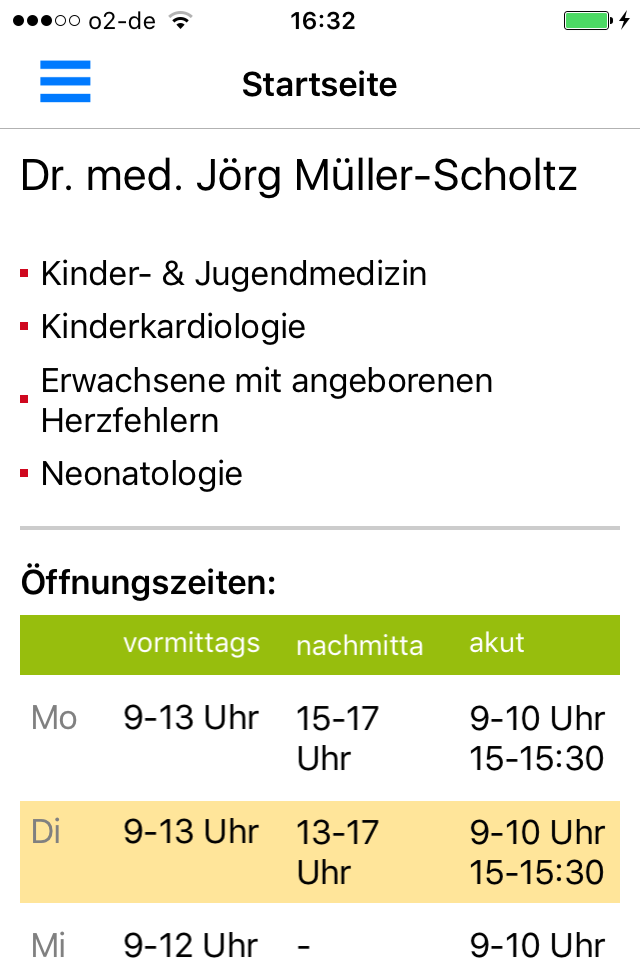 o2-de 16:32
Startseite
Dr. med. Jörg Müller-Scholtz
Kinder- & Jugendmedizin
Kinderkardiologie
Erwachsene mit angeborenen
Herzfehlern
Neonatologie
Öffnungszeiten:
vormittags nachmitta akut
Mo 9-13 Uhr 15-17 9-10 Uhr
Uhr 15-15:30
Di 9-13 Uhr 13-17 9-10 Uhr
Uhr 15-15:30
Mi 9-12 Uhr - 9-10 Uhr